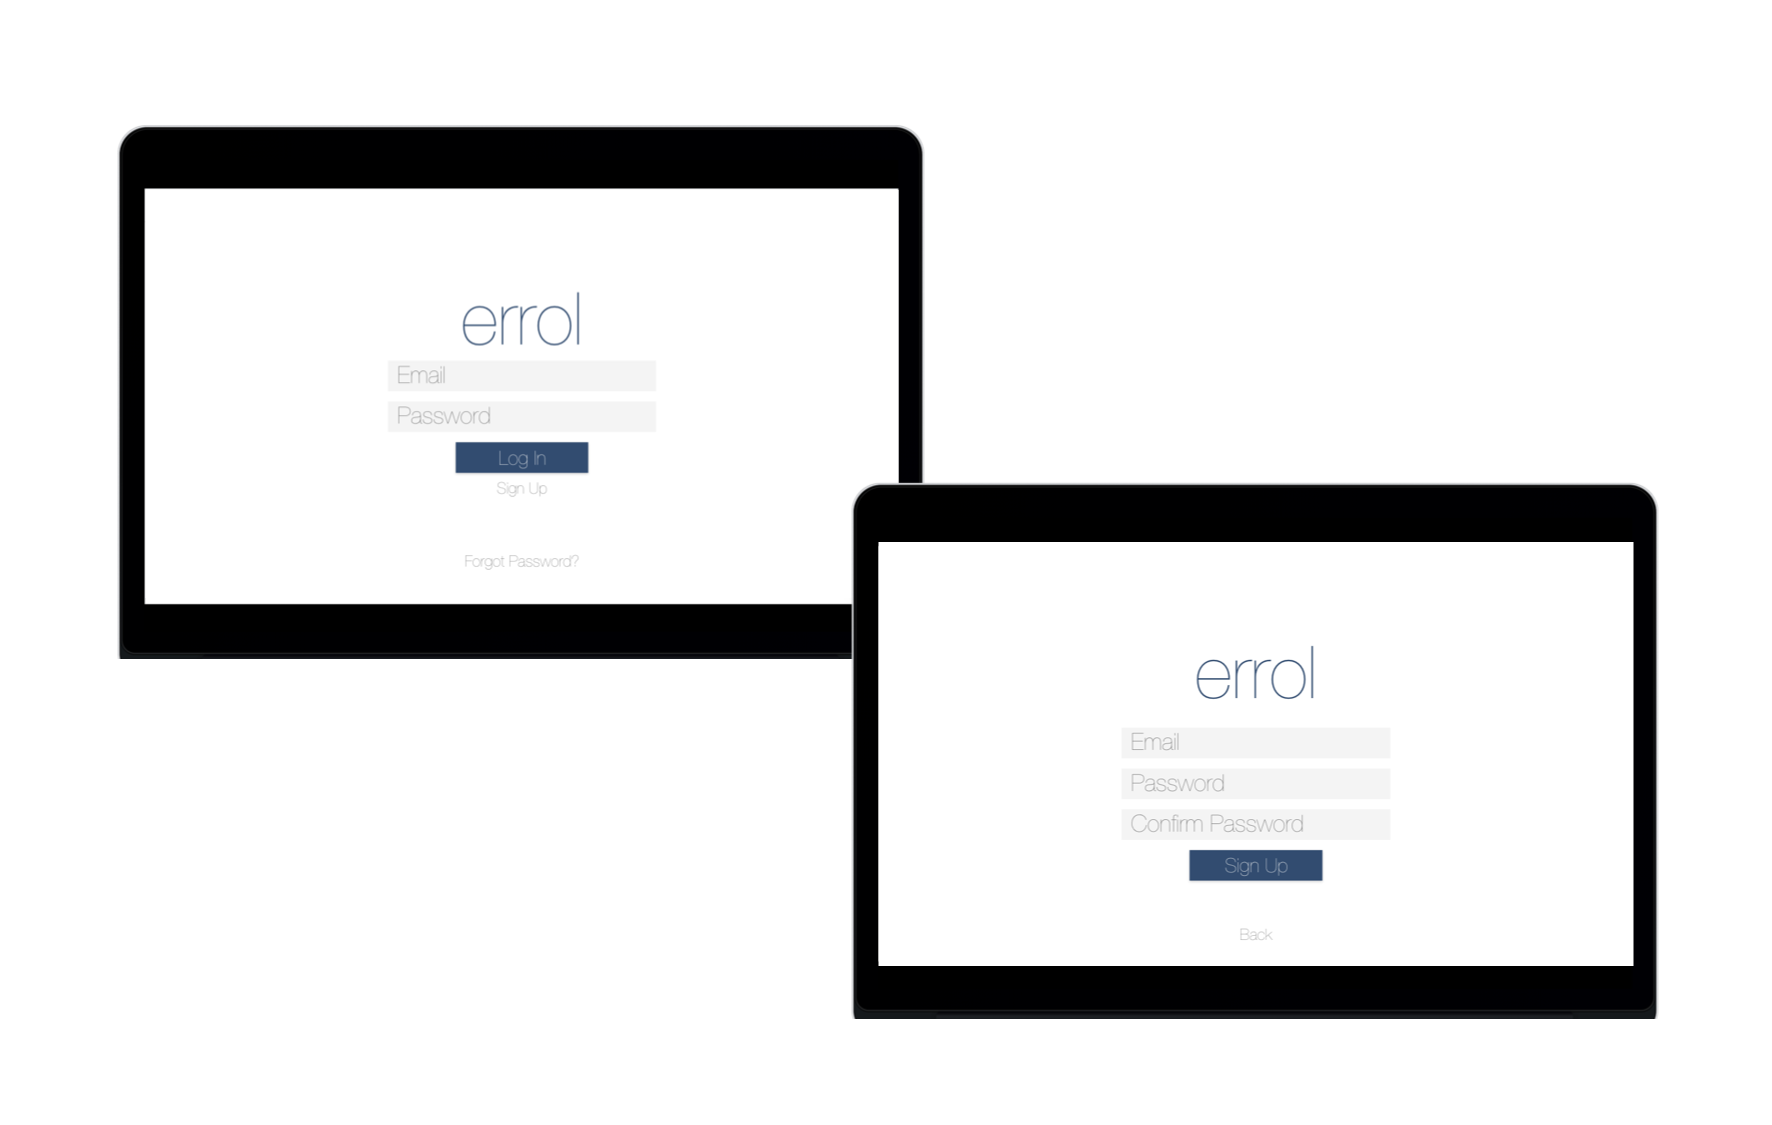 errol
Email
Password
Log In
Sign Up
Forgot Password?
errol
Email
Password
Confirm Password
Sign Up
Back